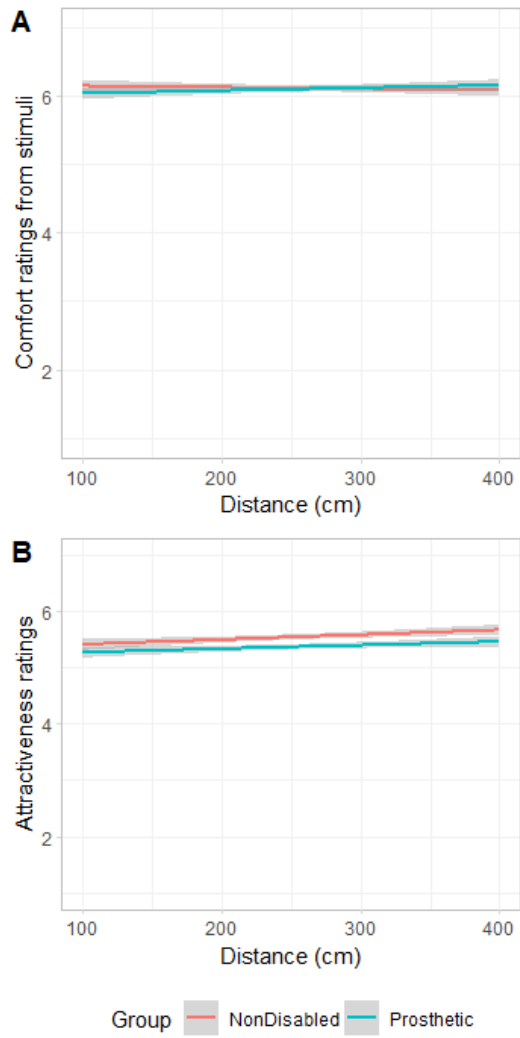 A
Comfort ratings from stimuli
6
4
2
100 200 300 400
Distance (cm)
B
Attractiveness ratings
6
4
2
100 200 300 400
Distance (cm)
Group NonDisabled Prosthetic